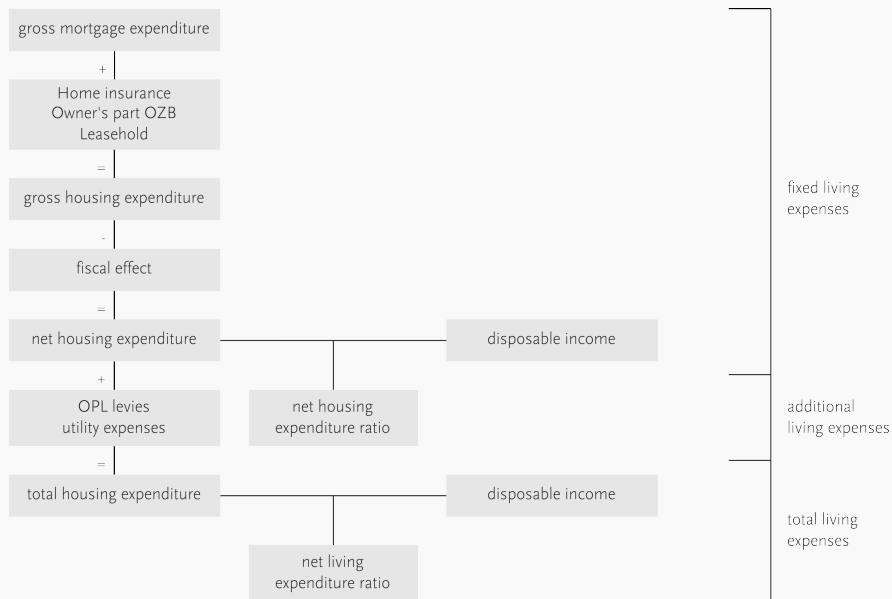 gross mortgage expenditure
+
Home insurance
Owner's part OZB
Leasehold
=
gross housing expenditure
-
fiscal effect
=
net housing expenditure
disposable income
+
OPL levies
utility expenses
net housing
expenditure ratio
=
total housing expenditure
disposable income
net living
expenditure ratio
fixed living
expenses
additional
living expenses
total living
expenses